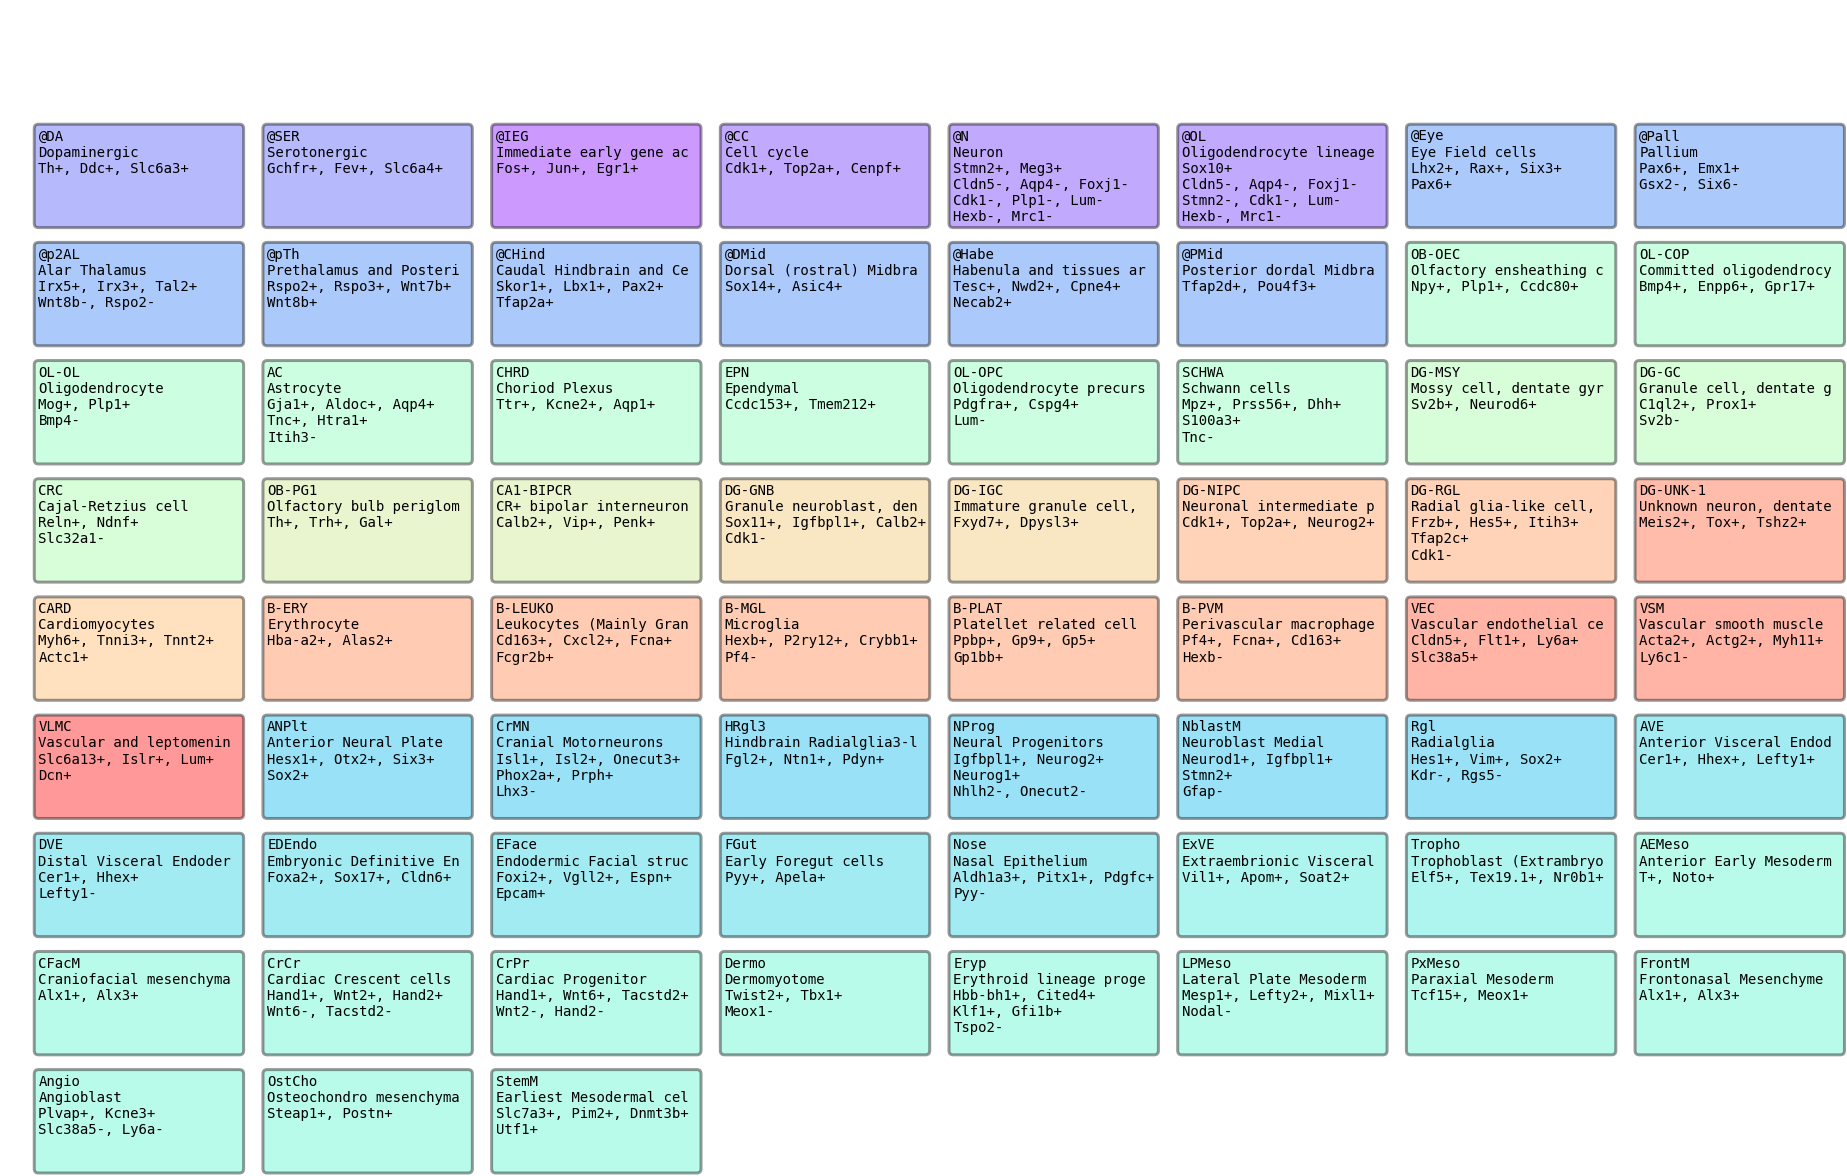 @DA
Dopaminergic
Th+, Ddc+, Slc6a3+
@SER
Serotonergic
Gchfr+, Fev+, Slc6a4+
@IEG
Immediate early gene ac
Fos+, Jun+, Egr1+
@CC
Cell cycle
Cdk1+, Top2a+, Cenpf+
@N
Neuron
Stmn2+, Meg3+
Cldn5-, Aqp4-, Foxj1-
Cdk1-, Plp1-, Lum-
Hexb-, Mrc1-
@OL
Oligodendrocyte lineage
Sox10+
Cldn5-, Aqp4-, Foxj1-
Stmn2-, Cdk1-, Lum-
Hexb-, Mrc1-
@Eye
Eye Field cells
Lhx2+, Rax+, Six3+
Pax6+
@Pall
Pallium
Pax6+, Emx1+
Gsx2-, Six6-
@p2AL
Alar Thalamus
Irx5+, Irx3+, Tal2+
Wnt8b-, Rspo2-
@pTh
Prethalamus and Posteri
Rspo2+, Rspo3+, Wnt7b+
Wnt8b+
@CHind
Caudal Hindbrain and Ce
Skor1+, Lbx1+, Pax2+
Tfap2a+
@DMid
Dorsal (rostral) Midbra
Sox14+, Asic4+
@Habe
Habenula and tissues ar
Tesc+, Nwd2+, Cpne4+
Necab2+
@PMid
Posterior dordal Midbra
Tfap2d+, Pou4f3+
OB-OEC
Olfactory ensheathing c
Npy+, Plp1+, Ccdc80+
OL-COP
Committed oligodendrocy
Bmp4+, Enpp6+, Gpr17+
OL-OL
Oligodendrocyte
Mog+, Plp1+
Bmp4-
AC
Astrocyte
Gja1+, Aldoc+, Aqp4+
Tnc+, Htra1+
Itih3-
CHRD
Choriod Plexus
Ttr+, Kcne2+, Aqp1+
EPN
Ependymal
Ccdc153+, Tmem212+
OL-OPC
Oligodendrocyte precurs
Pdgfra+, Cspg4+
Lum-
SCHWA
Schwann cells
Mpz+, Prss56+, Dhh+
S100a3+
Tnc-
DG-MSY
Mossy cell, dentate gyr
Sv2b+, Neurod6+
DG-GC
Granule cell, dentate g
C1ql2+, Prox1+
Sv2b-
CRC
Cajal-Retzius cell
Reln+, Ndnf+
Slc32a1-
OB-PG1
Olfactory bulb periglom
Th+, Trh+, Gal+
CA1-BIPCR
CR+ bipolar interneuron
Calb2+, Vip+, Penk+
DG-GNB
Granule neuroblast, den
Sox11+, Igfbpl1+, Calb2+
Cdk1-
DG-IGC
Immature granule cell,
Fxyd7+, Dpysl3+
DG-NIPC
Neuronal intermediate p
Cdk1+, Top2a+, Neurog2+
DG-RGL
Radial glia-like cell,
Frzb+, Hes5+, Itih3+
Tfap2c+
Cdk1-
DG-UNK-1
Unknown neuron, dentate
Meis2+, Tox+, Tshz2+
CARD
Cardiomyocytes
Myh6+, Tnni3+, Tnnt2+
Actc1+
B-ERY
Erythrocyte
Hba-a2+, Alas2+
B-LEUKO
Leukocytes (Mainly Gran
Cd163+, Cxcl2+, Fcna+
Fcgr2b+
B-MGL
Microglia
Hexb+, P2ry12+, Crybb1+
Pf4-
B-PLAT
Platellet related cell
Ppbp+, Gp9+, Gp5+
Gp1bb+
B-PVM
Perivascular macrophage
Pf4+, Fcna+, Cd163+
Hexb-
VEC
Vascular endothelial ce
Cldn5+, Flt1+, Ly6a+
Slc38a5+
VSM
Vascular smooth muscle
Acta2+, Actg2+, Myh11+
Ly6c1-
VLMC
Vascular and leptomenin
Slc6a13+, Islr+, Lum+
Dcn+
ANPlt
Anterior Neural Plate
Hesx1+, Otx2+, Six3+
Sox2+
CrMN
Cranial Motorneurons
Isl1+, Isl2+, Onecut3+
Phox2a+, Prph+
Lhx3-
HRgl3
Hindbrain Radialglia3-l
Fgl2+, Ntn1+, Pdyn+
NProg
Neural Progenitors
Igfbpl1+, Neurog2+
Neurog1+
Nhlh2-, Onecut2-
NblastM
Neuroblast Medial
Neurod1+, Igfbpl1+
Stmn2+
Gfap-
Rgl
Radialglia
Hes1+, Vim+, Sox2+
Kdr-, Rgs5-
AVE
Anterior Visceral Endod
Cer1+, Hhex+, Lefty1+
DVE
Distal Visceral Endoder
Cer1+, Hhex+
Lefty1-
EDEndo
Embryonic Definitive En
Foxa2+, Sox17+, Cldn6+
EFace
Endodermic Facial struc
Foxi2+, Vgll2+, Espn+
Epcam+
FGut
Early Foregut cells
Pyy+, Apela+
Nose
Nasal Epithelium
Aldh1a3+, Pitx1+, Pdgfc+
Pyy-
ExVE
Extraembrionic Visceral
Vil1+, Apom+, Soat2+
Tropho
Trophoblast (Extrambryo
Elf5+, Tex19.1+, Nr0b1+
AEMeso
Anterior Early Mesoderm
T+, Noto+
CFacM
Craniofacial mesenchyma
Alx1+, Alx3+
CrCr
Cardiac Crescent cells
Hand1+, Wnt2+, Hand2+
Wnt6-, Tacstd2-
CrPr
Cardiac Progenitor
Hand1+, Wnt6+, Tacstd2+
Wnt2-, Hand2-
Dermo
Dermomyotome
Twist2+, Tbx1+
Meox1-
Eryp
Erythroid lineage proge
Hbb-bh1+, Cited4+
Klf1+, Gfi1b+
Tspo2-
LPMeso
Lateral Plate Mesoderm
Mesp1+, Lefty2+, Mixl1+
Nodal-
PxMeso
Paraxial Mesoderm
Tcf15+, Meox1+
FrontM
Frontonasal Mesenchyme
Alx1+, Alx3+
Angio
Angioblast
Plvap+, Kcne3+
Slc38a5-, Ly6a-
OstCho
Osteochondro mesenchyma
Steap1+, Postn+
StemM
Earliest Mesodermal cel
Slc7a3+, Pim2+, Dnmt3b+
Utf1+